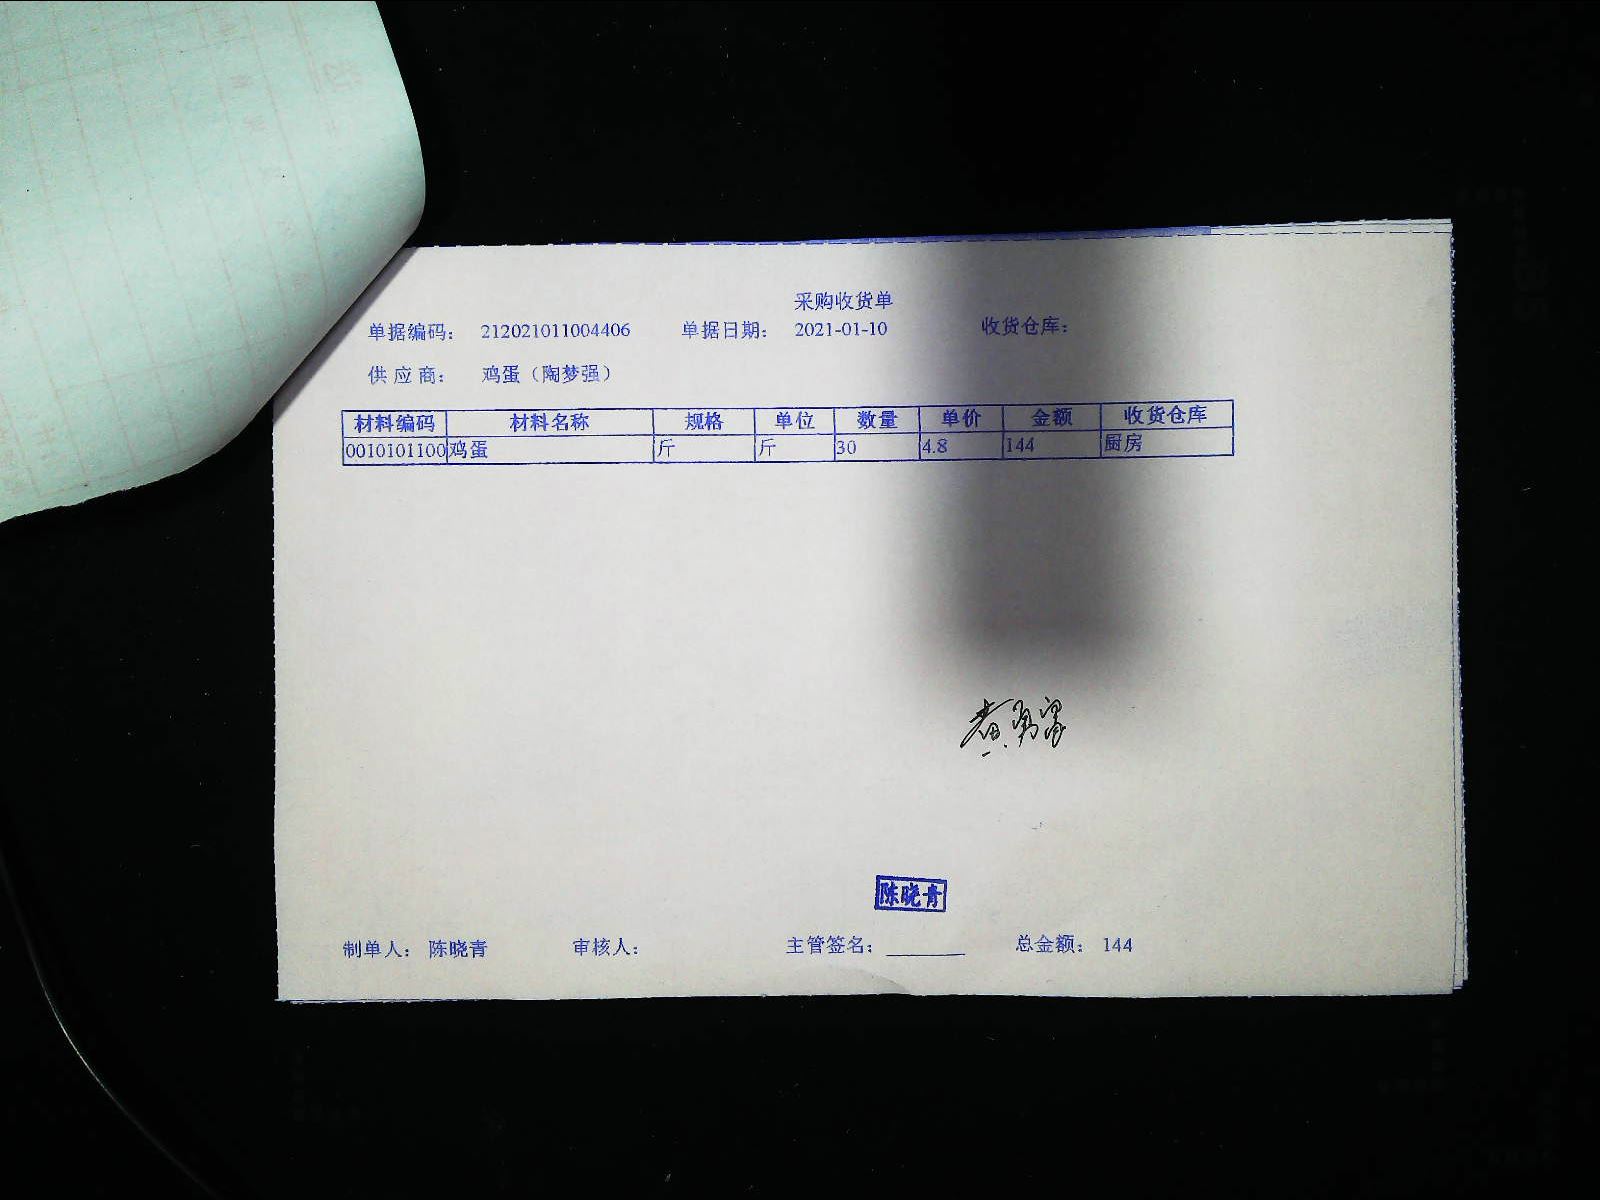 采购收货单
单据编码： 212021011004406 单据日期： 2021-01-10 收货仓库：
供应商： 鸡蛋（陶梦强）
材料编码 材料名称 规格 单位 数量 单价 金额 收货仓库
0010101100 鸡蛋 斤 斤 30 4.8 144 厨房
陈晓青
制单人： 陈晓青 审核人： 主管签名： 总金额： 144